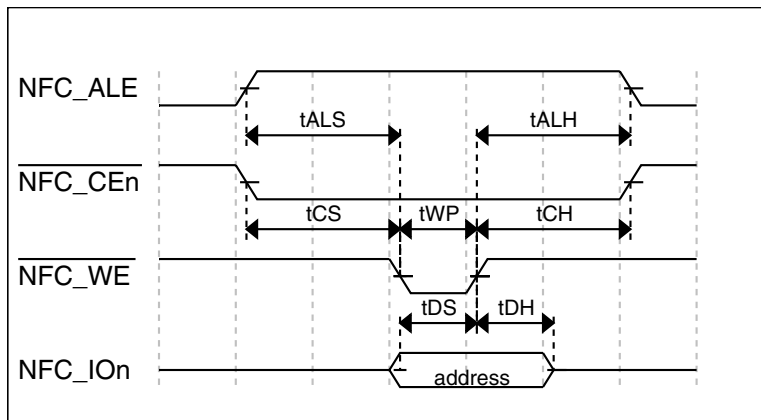 NFC_ALE
tALS tALH
NFC_CEn
tCS tWP tCH
NFC_WE
tDS tDH
NFC_IOn
address